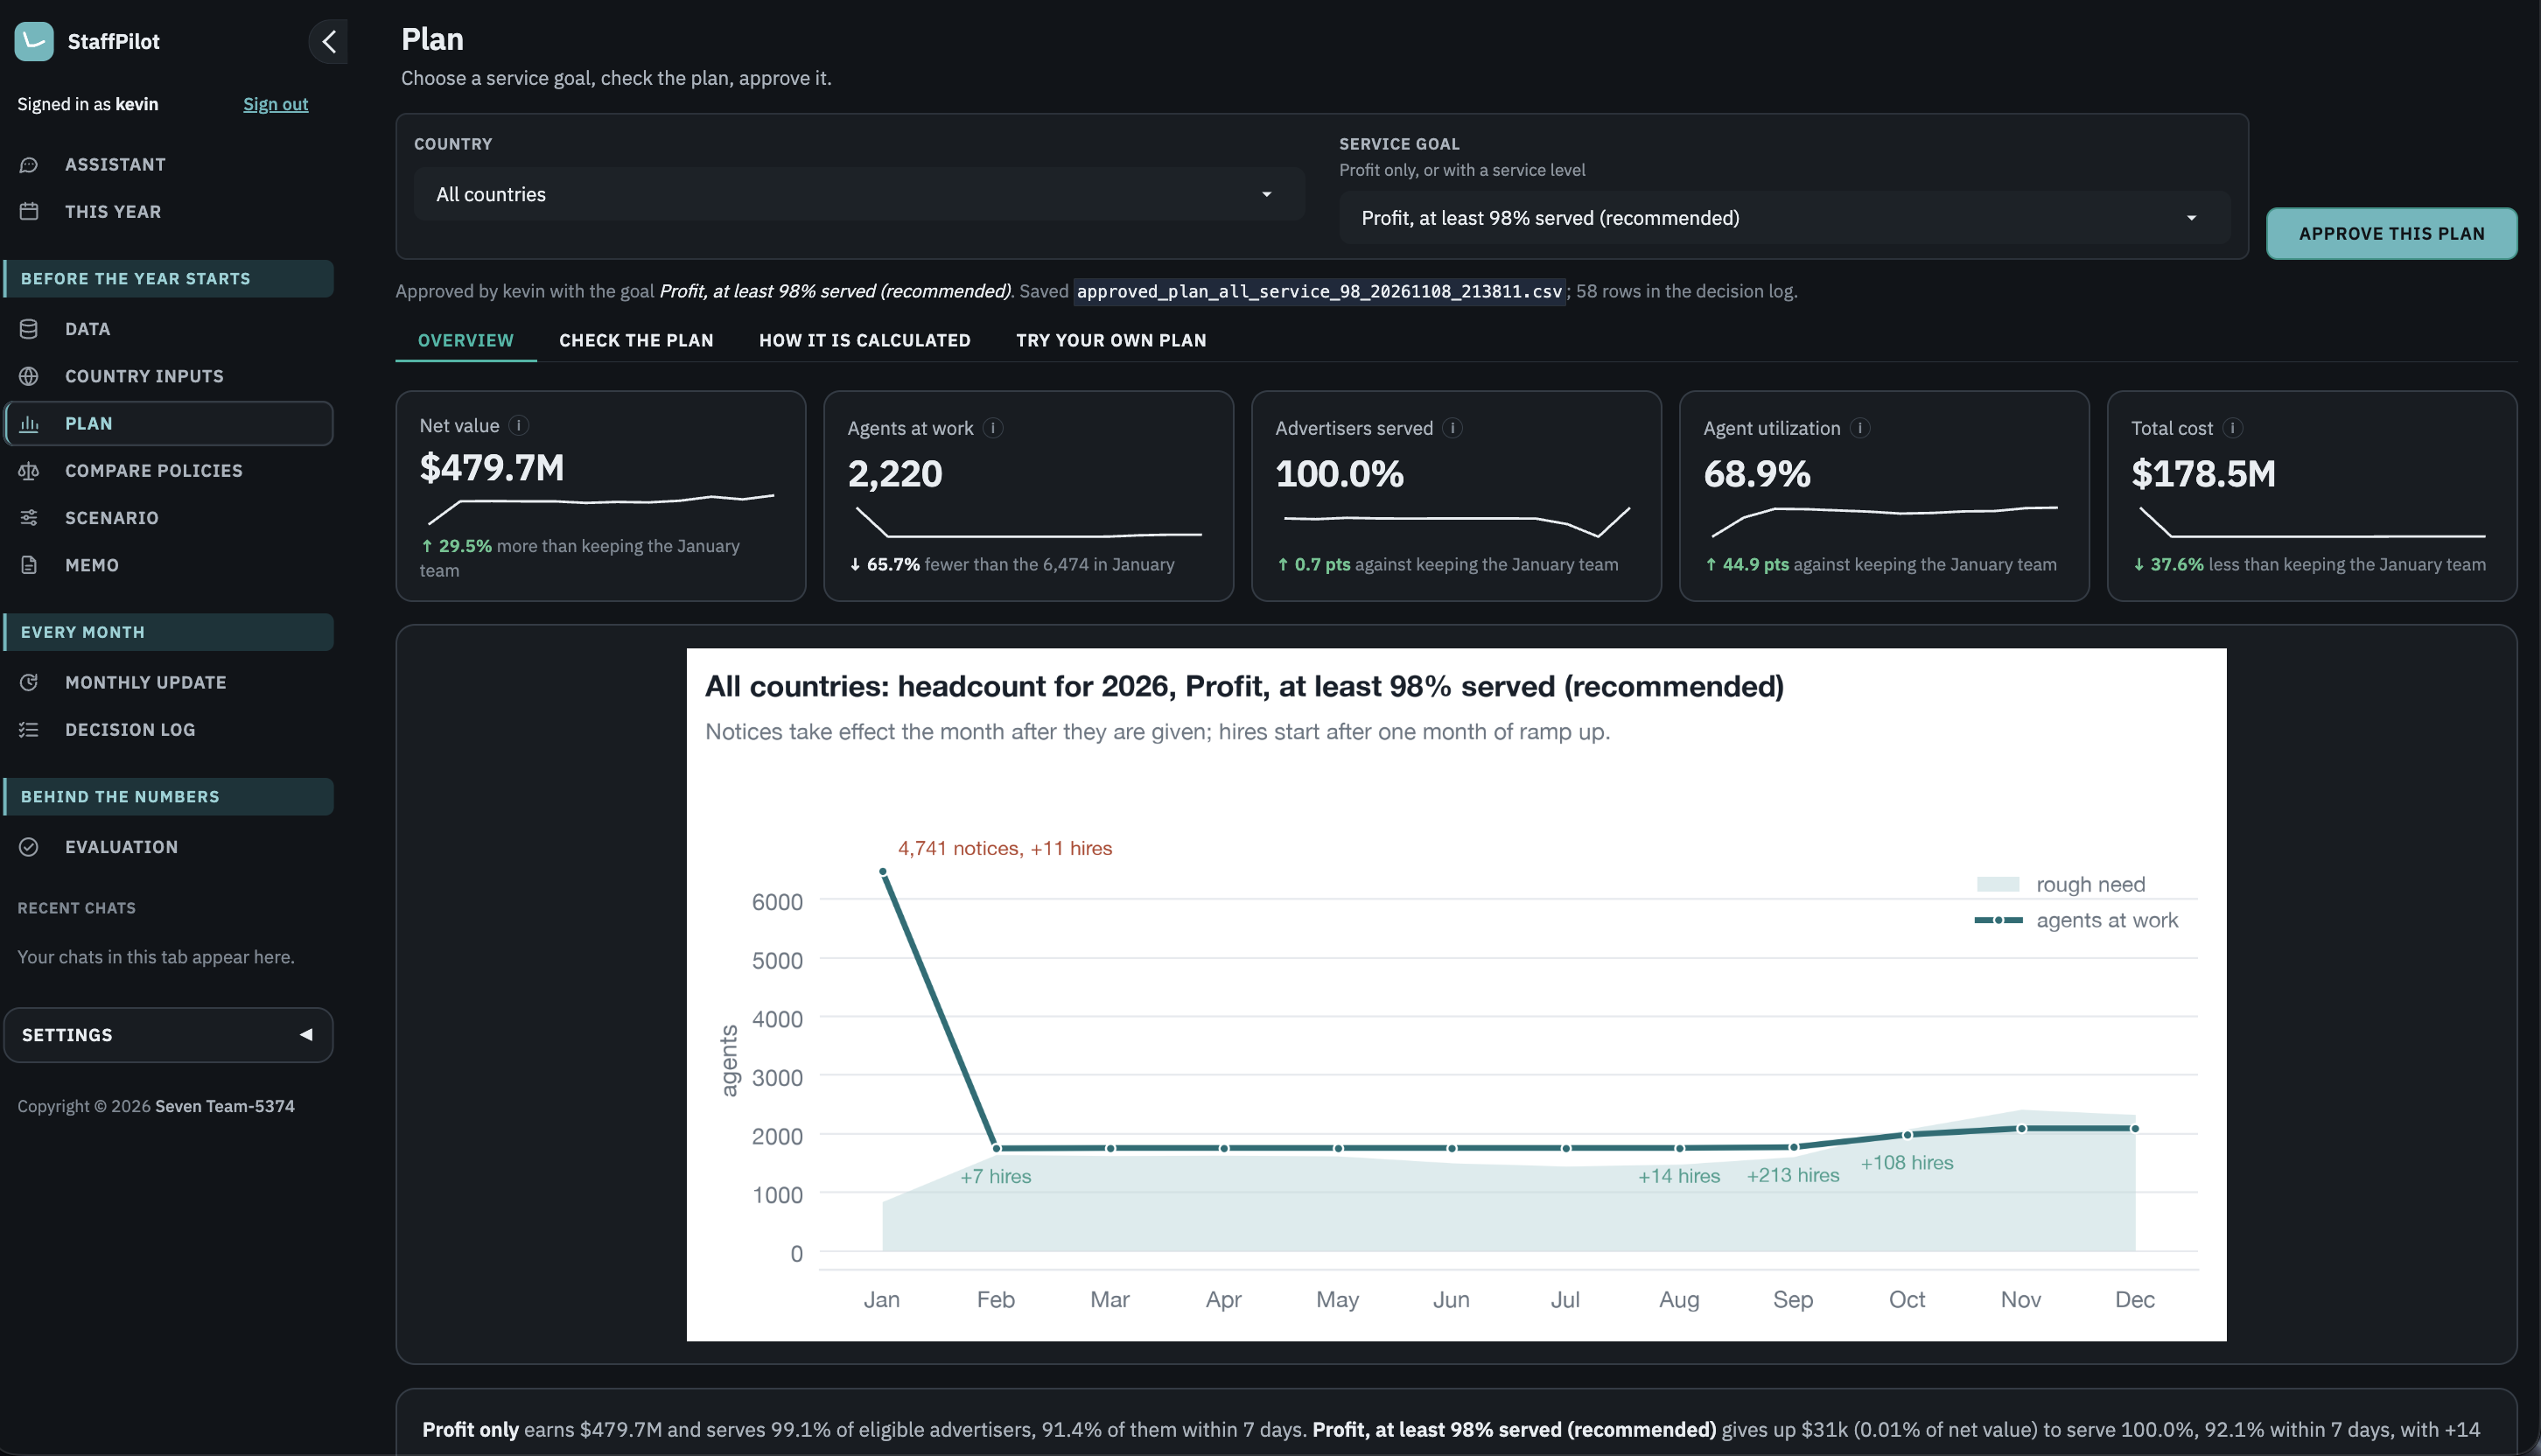 StaffPilot
Signed in as kevin
Sign out
ASSISTANT
THIS YEAR
BEFORE THE YEAR STARTS
DATA
COUNTRY INPUTS
PLAN
COMPARE POLICIES
SCENARIO
MEMO
EVERY MONTH
MONTHLY UPDATE
DECISION LOG
BEHIND THE NUMBERS
EVALUATION
RECENT CHATS
Your chats in this tab appear here.
SETTINGS
Copyright © 2026 Seven Team-5374
Plan
Choose a service goal, check the plan, approve it.
COUNTRY
All countries
SERVICE GOAL
Profit only, or with a service level
Profit, at least 98% served (recommended)
APPROVE THIS PLAN
Approved by kevin with the goal Profit, at least 98% served (recommended). Saved approved_plan_all_service_98_20261108_213811.csv; 58 rows in the decision log.
OVERVIEW
CHECK THE PLAN
HOW IT IS CALCULATED
TRY YOUR OWN PLAN
Net value
$479.7M
↑ 29.5% more than keeping the January
team
Agents at work
2,220
↓ 65.7% fewer than the 6,474 in January
Advertisers served
100.0%
↑ 0.7 pts against keeping the January team
Agent utilization
68.9%
↑ 44.9 pts against keeping the January team
Total cost
$178.5M
↓ 37.6% less than keeping the January team
All countries: headcount for 2026, Profit, at least 98% served (recommended)
Notices take effect the month after they are given; hires start after one month of ramp up.
4,741 notices, +11 hires
rough need
agents at work
agents
6000
5000
4000
3000
2000
1000
0
+7 hires
+14 hires
+213 hires
+108 hires
Jan
Feb
Mar
Apr
May
Jun
Jul
Aug
Sep
Oct
Nov
Dec
Profit only earns $479.7M and serves 99.1% of eligible advertisers, 91.4% of them within 7 days. Profit, at least 98% served (recommended) gives up $31k (0.01% of net value) to serve 100.0%, 92.1% within 7 days, with +14